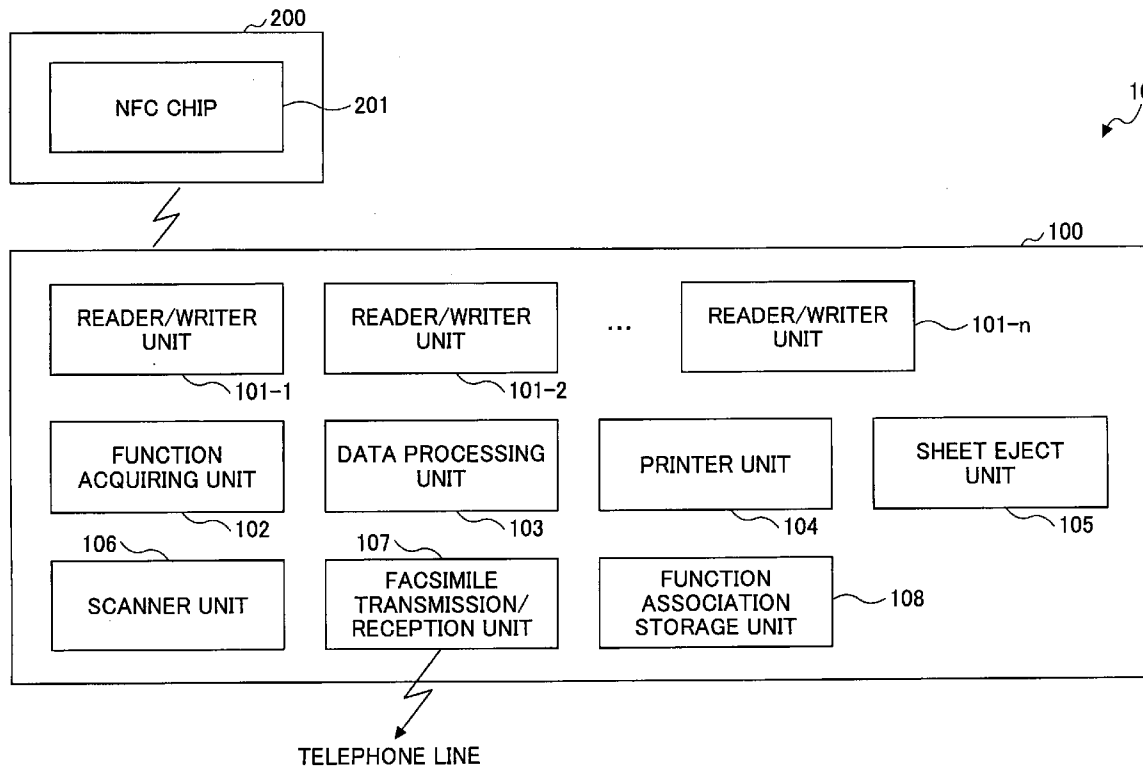 200
NFC CHIP
201
10
100
READER/WRITER
UNIT
READER/WRITER
UNIT
...
READER/WRITER
UNIT
101-n
101-1
101-2
FUNCTION
ACQUIRING UNIT
DATA PROCESSING
UNIT
PRINTER UNIT
SHEET EJECT
UNIT
102
103
104
105
106
107
SCANNER UNIT
FACSIMILE
TRANSMISSION/
RECEPTION UNIT
FUNCTION
ASSOCIATION
STORAGE UNIT
108
TELEPHONE LINE